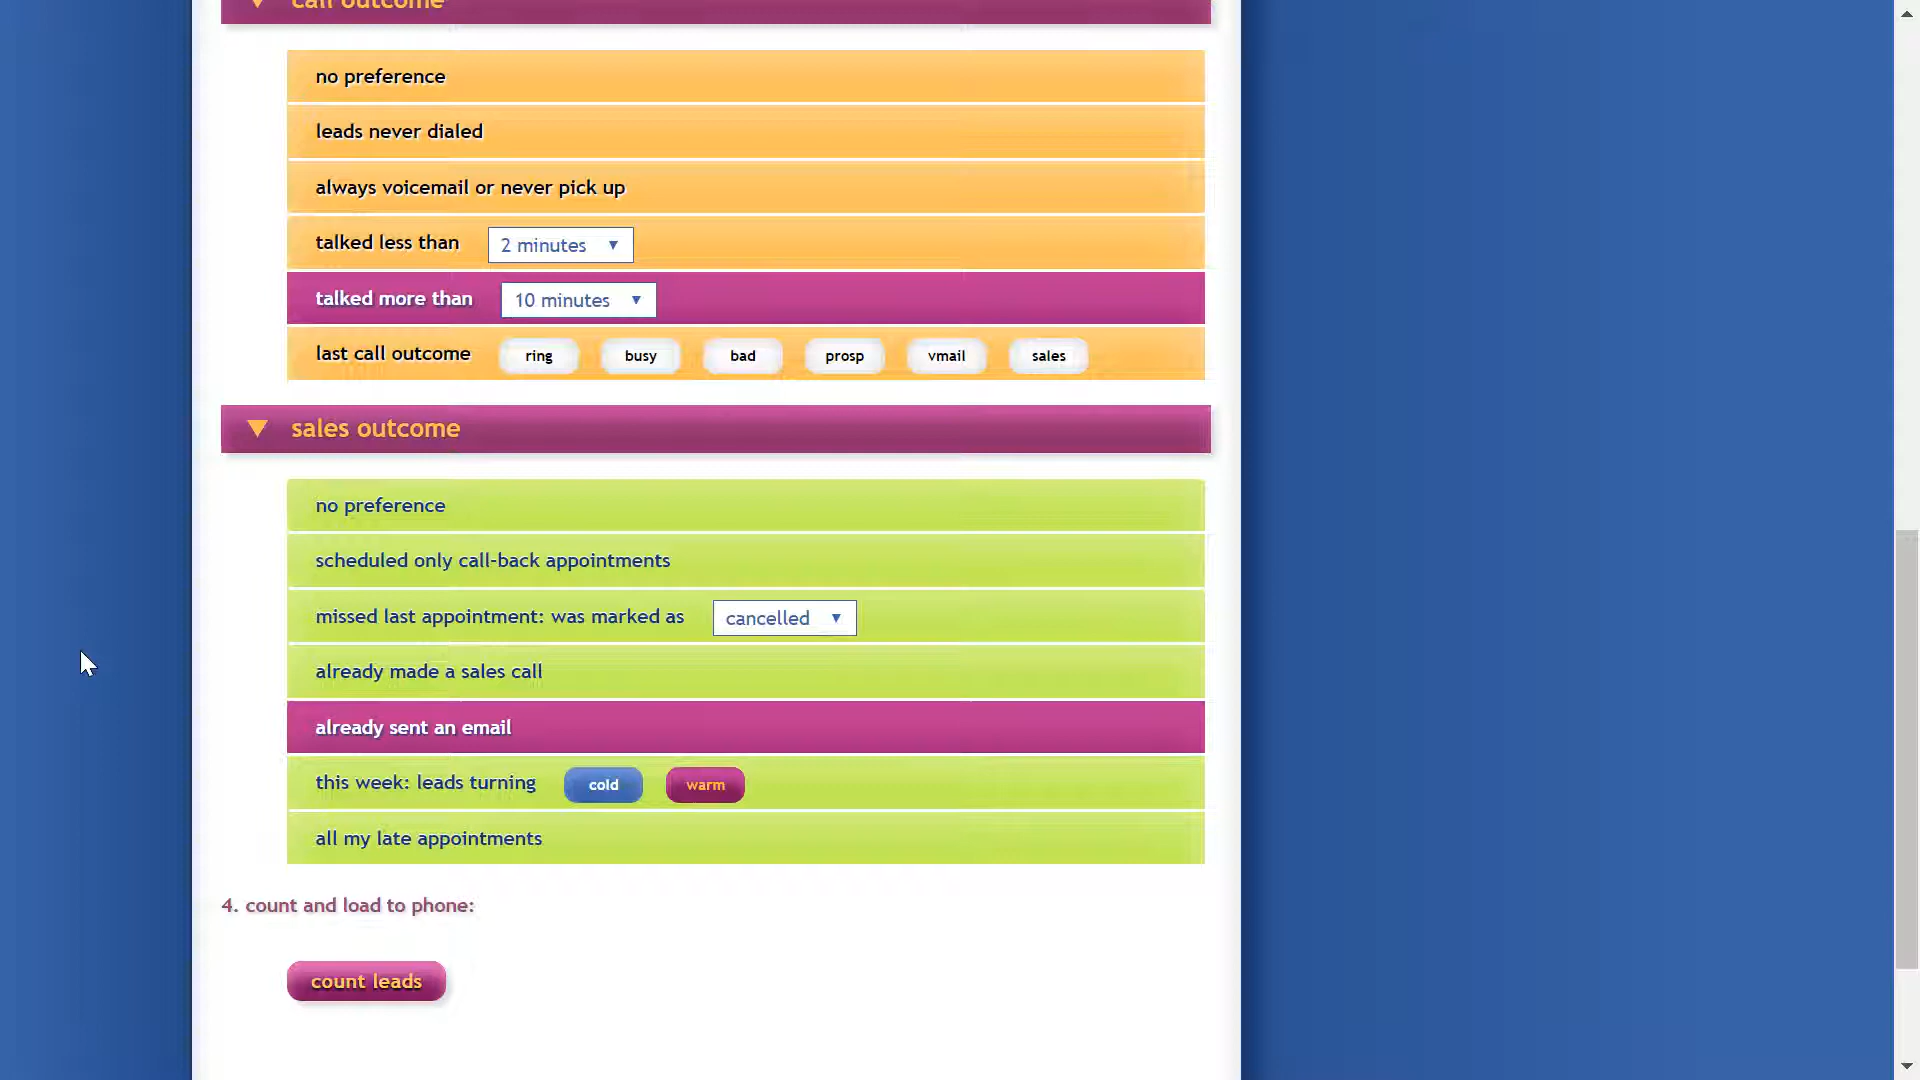 call outcome
no preference
leads never dialed
always voicemail or never pick up
talked less than 2 minutes
talked more than 10 minutes
last call outcome ring busy bad prosp vmail sales
sales outcome
no preference
scheduled only call-back appointments
missed last appointment: was marked as cancelled
already made a sales call
already sent an email
this week: leads turning cold warm
all my late appointments
4. count and load to phone:
count leads